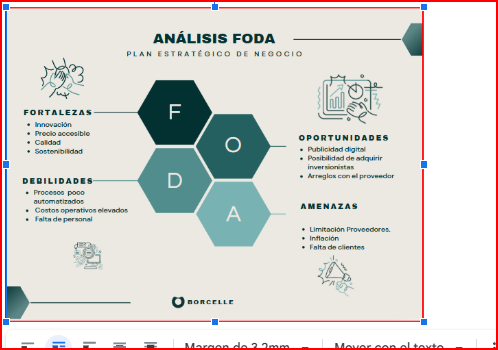 ANÁLISIS FODA
PLAN ESTRATÉGICO DE NEGOCIO
FORTALEZAS
Innovación
Precio accesible
Calidad
Sostenibilidad
DEBILIDADES
Procesos poco
automatizados
Costos operativos elevados
Falta de personal
F
O
D
A
OPORTUNIDADES
Publicidad digital
Posibilidad de adquirir
inversionistas
Arreglos con el proveedor
AMENAZAS
Limitación Proveedores.
Inflación
Falta de clientes
BORCELLE
Margen de 3.2mm
Mover con el texto